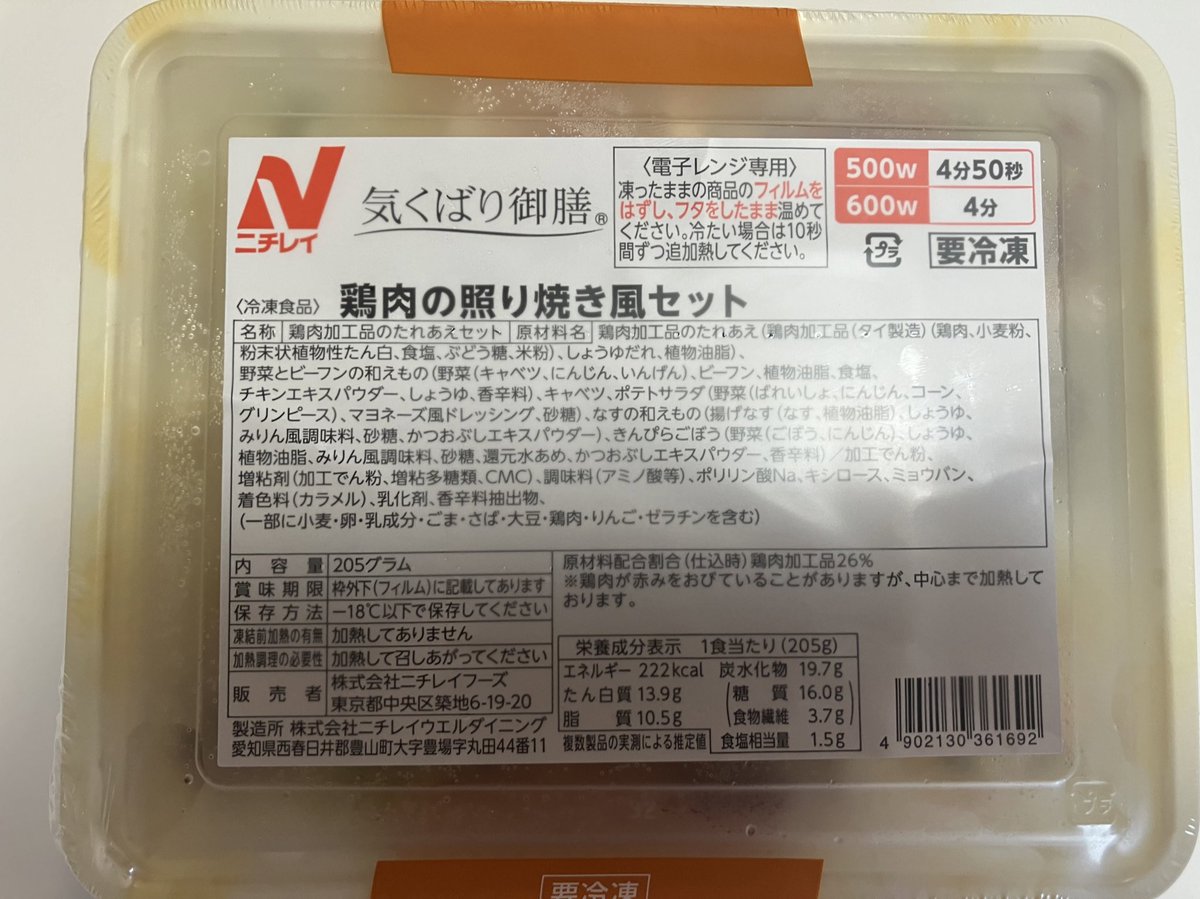 ニチレイ
気くばり御膳®
〈電子レンジ専用〉
凍ったままの商品のフィルムを
はずし、フタをしたまま温めて
ください。冷たい場合は10秒
間ずつ追加熱してください。
500w 4分50秒
600w 4分
プラ 要冷凍
〈冷凍食品〉 鶏肉の照り焼き風セット
名称 鶏肉加工品のたれあえセット 原材料名 鶏肉加工品のたれあえ(鶏肉加工品(タイ製造)(鶏肉、小麦粉、
粉末状植物性たん白、食塩、ぶどう糖、米粉)、しょうゆだれ、植物油脂)、
野菜とビーフンの和えもの(野菜(キャベツ、にんじん、いんげん)、ビーフン、植物油脂、食塩、
チキンエキスパウダー、しょうゆ、香辛料)、キャベツ、ポテトサラダ(野菜(ばれいしょ、にんじん、コーン、
グリンピース)、マヨネーズ風ドレッシング、砂糖)、なすの和えもの(揚げなす(なす、植物油脂)、しょうゆ、
みりん風調味料、砂糖、かつおぶしエキスパウダー)、きんぴらごぼう(野菜(ごぼう、にんじん)、しょうゆ、
植物油脂、みりん風調味料、砂糖、還元水あめ、かつおぶしエキスパウダー、香辛料)／加工でん粉、
増粘剤(加工でん粉、増粘多糖類、CMC)、調味料(アミノ酸等)、ポリリン酸Na、キシロース、ミョウバン、
着色料(カラメル)、乳化剤、香辛料抽出物、
(一部に小麦・卵・乳成分・ごま・さば・大豆・鶏肉・りんご・ゼラチンを含む)
内容量 205グラム
賞味期限 枠外下(フィルム)に記載してあります
保存方法 －18℃以下で保存してください
凍結前加熱の有無 加熱してありません
加熱調理の必要性 加熱して召しあがってください
販売者 株式会社ニチレイフーズ
東京都中央区築地6-19-20
製造所 株式会社ニチレイウエルダイニング
愛知県西春日井郡豊山町大字豊場字丸田44番11
原材料配合割合(仕込時)鶏肉加工品26%
※鶏肉が赤みをおびていることがありますが、中心まで加熱して
おります。
栄養成分表示 1食当たり(205g)
エネルギー 222kcal 炭水化物 19.7g
たん白質 13.9g 糖質 16.0g
脂質 10.5g 食物繊維 3.7g
複数製品の実測による推定値 食塩相当量 1.5g
4 902130 361692
プラ
要冷凍